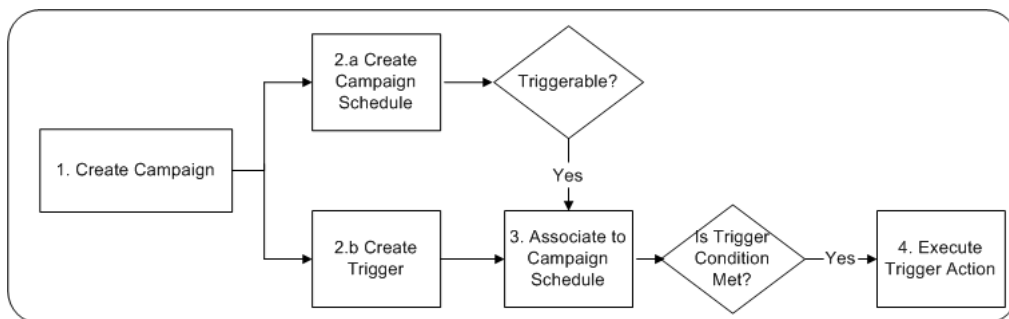 1. Create Campaign
2.a Create
Campaign
Schedule
Triggerable?
Yes
2.b Create
Trigger
3. Associate to
Campaign
Schedule
Is Trigger
Condition
Met?
Yes
4. Execute
Trigger Action